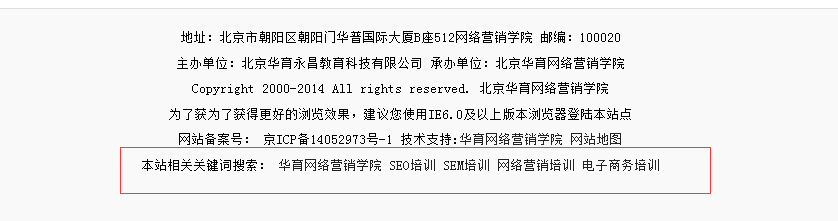 地址：北京市朝阳区朝阳门华普国际大厦B座512网络营销学院 邮编：100020
主办单位：北京华育永昌教育科技有限公司 承办单位：北京华育网络营销学院
Copyright 2000-2014 All rights reserved. 北京华育网络营销学院
为了获为了获得更好的浏览效果，建议您使用IE6.0及以上版本浏览器登陆本站点
网站备案号： 京ICP备14052973号-1 技术支持:华育网络营销学院 网站地图
本站相关关键词搜索： 华育网络营销学院 SEO培训 SEM培训 网络营销培训 电子商务培训